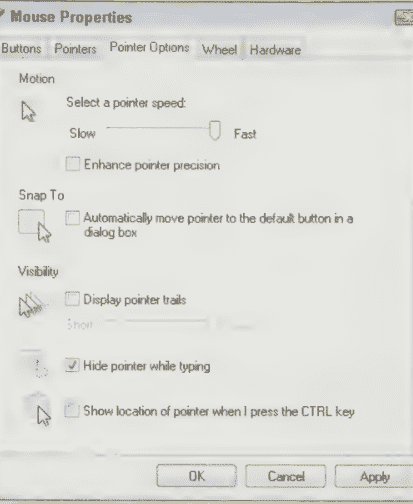 Mouse Properties
Buttons Pointers Pointer Options Wheel Hardware
Motion
Select a pointer speed:
Slow Fast
Enhance pointer precision
Snap To
Automatically move pointer to the default button in a
dialog box
Visibility
Display pointer trails
Short
Hide pointer while typing
Show location of pointer when I press the CTRL key
OK Cancel Apply